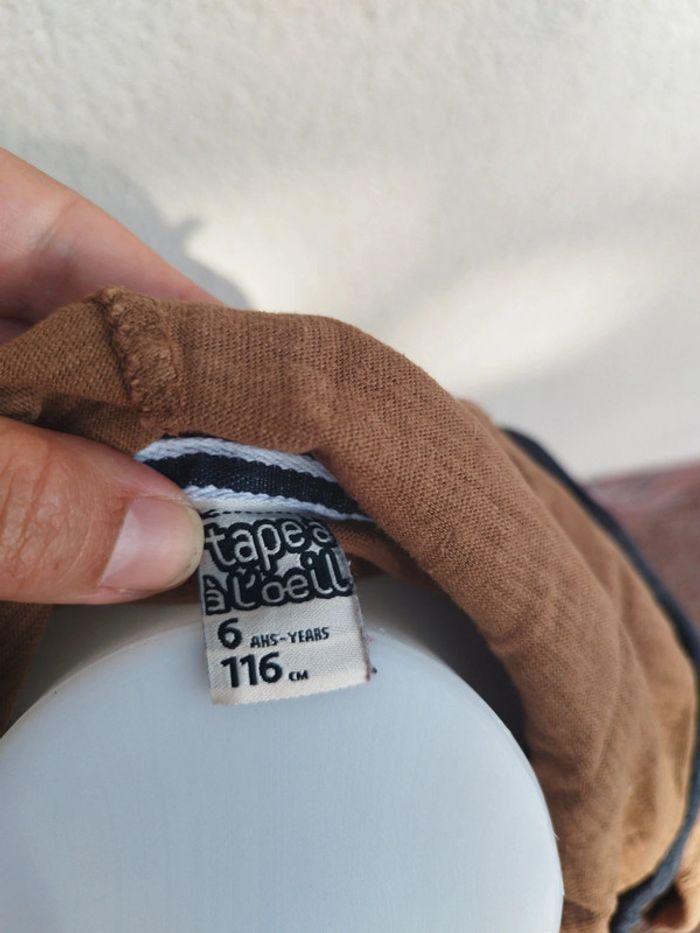 tape à
à l'oeil
6 ANS-YEARS
116 CM